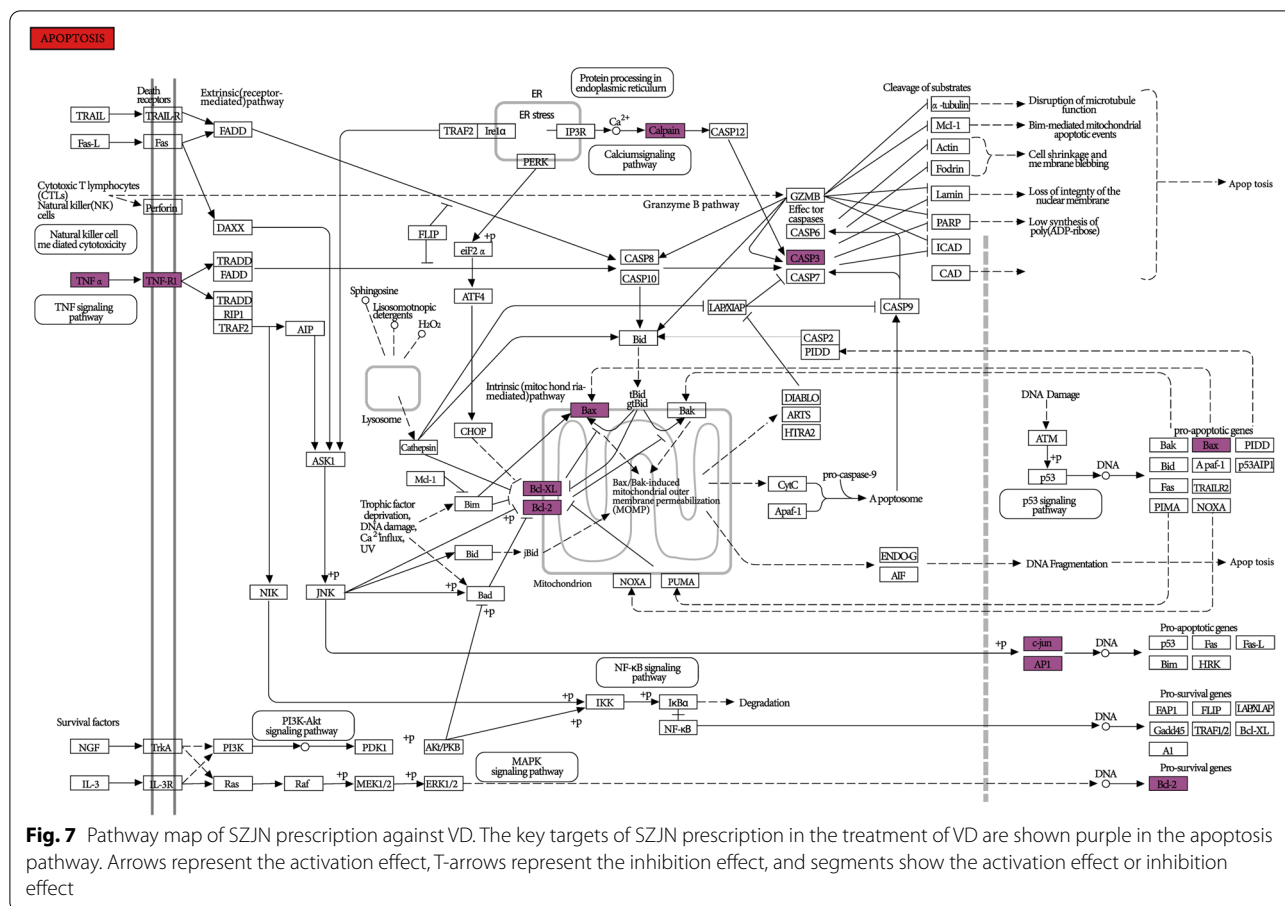 APOPTOSIS
Protein processing in
endoplasmic reticulurn
Cleavage of substrates
Death
receptors
Extrinsic(receptor-
mediated)pathway
ER
ER stress
α -tubulin
Disruption of microtubule
function
TRAIL
TRAIL-R
FADD
TRAF2
Ire1α
IP3R
Ca2+
Calpain
CASP12
Mcl-1
Bim-mediated mitochondrial
apoptotic events
Fas-L
Fas
Actin
Calciumsignaling
pathway
PERK
Cell shrinkage and
me mbrane blebbing
Fodrin
Cytotoxic T lymphocytes
(CTLs)
Natural killer(NK)
cells
Perforin
Granzyme B pathway
GZMB
Lamin
Loss of integnty of the
nuclear membrane
Apop tosis
Effec tor
caspases
PARP
Low synthesis of
poly(ADP-ribose)
DAXX
FLIP
+p
CASP6
Natural killer cell
me diated cytotoxicity
eiF2 α
ICAD
TRADD
FADD
CASP8
CASP3
CAD
TNF α
TNF-R1
CASP10
CASP7
TNF signaling
pathway
TRADD
RIP1
TRAF2
AIP
Sphingosine
Lisosomotnopic
detergents
H2O2
ATF4
LAP/XIAP
CASP9
Bid
CASP2
PIDD
Intrinsic (mitoc hond ria-
mediated)pathway
tBid
gtBid
Bax
Bak
DIABLO
ARTS
HTRA2
DNA Damage
Lysosome
Cathepsin
CHOP
ATM
+p
p53
DNA
pro-apoptotic genes
Bak
Bax
PIDD
Bid
A paf-1
p53AIP1
Fas
TRAILR2
PIMA
NOXA
ASK1
Mcl-1
Bim
Bcl-XL
Bcl-2
+p
Bax/Bak-induced
mitochondrial outer
membrane permeabilization
(MOMP)
CytC
Apaf-1
pro-caspase-9
A poptosome
p53 signaling
pathway
Trophic factor
deprivation,
DNA damage,
Ca 2+influx,
UV
Bid
jBid
ENDO-G
AIF
DNA Fragmentation
Apop tosis
Mitochondrion
NOXA
PUMA
NIK
+p
JNK
+p
Bad
+p
+p
c-jun
AP1
DNA
Pro-apoptotic genes
p53
Fas
Fas-L
Bim
HRK
NF-κB signaling
pathway
+p
IKK
+p
+p
IκBα
Degradation
NF-κB
Pro-survival genes
FAP1
FLIP
LAP/XLAP
DNA
Gadd45
TRAF1/2
Bcl-XL
A1
Survival factors
PI3K-Akt
signaling pathway
NGF
TrkA
PI3K
PDK1
+p
AKt/PKB
MAPK
signaling pathway
IL-3
IL-3R
Ras
Raf
+p
MEK1/2
+p
ERK1/2
DNA
Pro-survival genes
Bcl-2
Fig. 7 Pathway map of SZJN prescription against VD. The key targets of SZJN prescription in the treatment of VD are shown purple in the apoptosis
pathway. Arrows represent the activation effect, T-arrows represent the inhibition effect, and segments show the activation effect or inhibition
effect